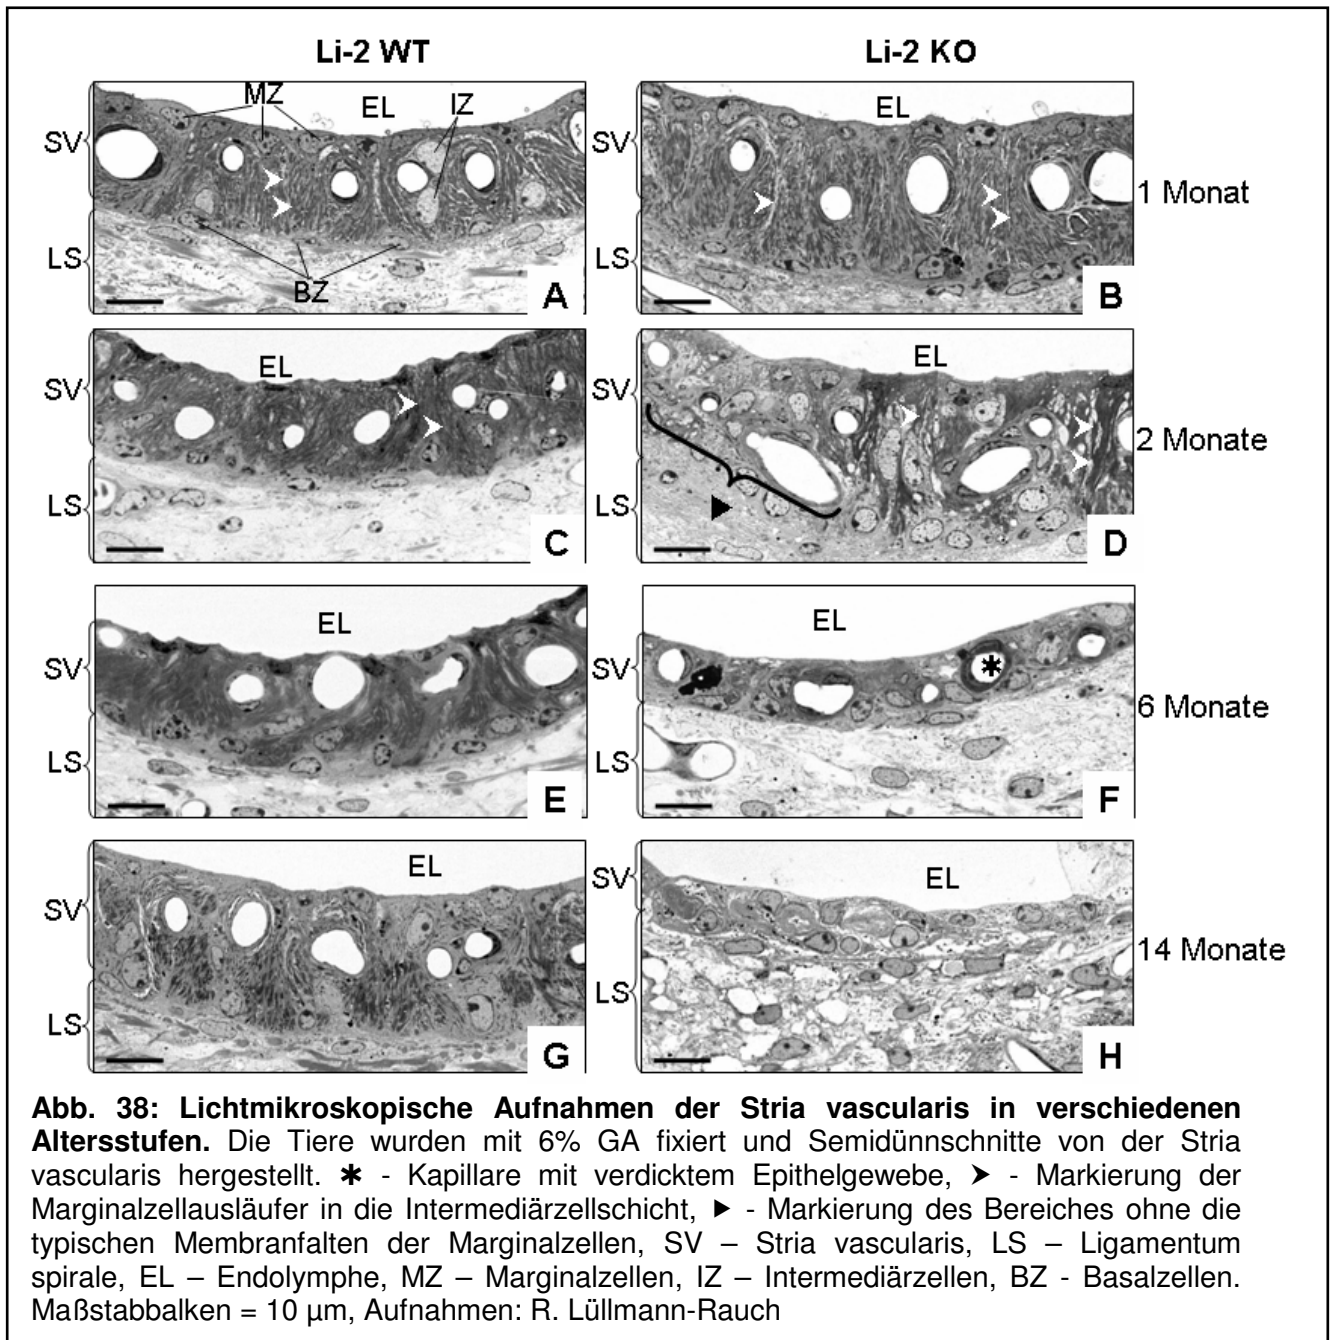 Li-2 WT Li-2 KO
MZ EL IZ EL
SV SV
1 Monat
LS LS
BZ A B
EL EL
SV SV
2 Monate
LS LS
C D
EL EL
SV SV
✱
6 Monate
LS LS
E F
EL EL
SV SV
14 Monate
LS LS
G H
Abb. 38: Lichtmikroskopische Aufnahmen der Stria vascularis in verschiedenen
Altersstufen. Die Tiere wurden mit 6% GA fixiert und Semidünnschnitte von der Stria
vascularis hergestellt. ✱ - Kapillare mit verdicktem Epithelgewebe, ➤ - Markierung der
Marginalzellausläufer in die Intermediärzellschicht, ▶ - Markierung des Bereiches ohne die
typischen Membranfalten der Marginalzellen, SV – Stria vascularis, LS – Ligamentum
spirale, EL – Endolymphe, MZ – Marginalzellen, IZ – Intermediärzellen, BZ - Basalzellen.
Maßstabbalken = 10 µm, Aufnahmen: R. Lüllmann-Rauch